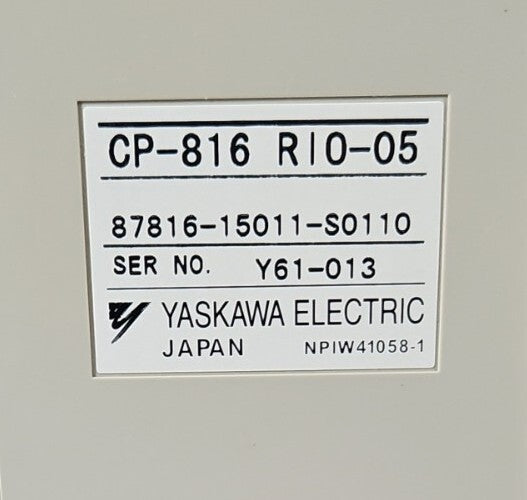 CP-816 RIO-05
87816-15011-S0110
SER NO. Y61-013
YASKAWA ELECTRIC
JAPAN NPIW41058-1